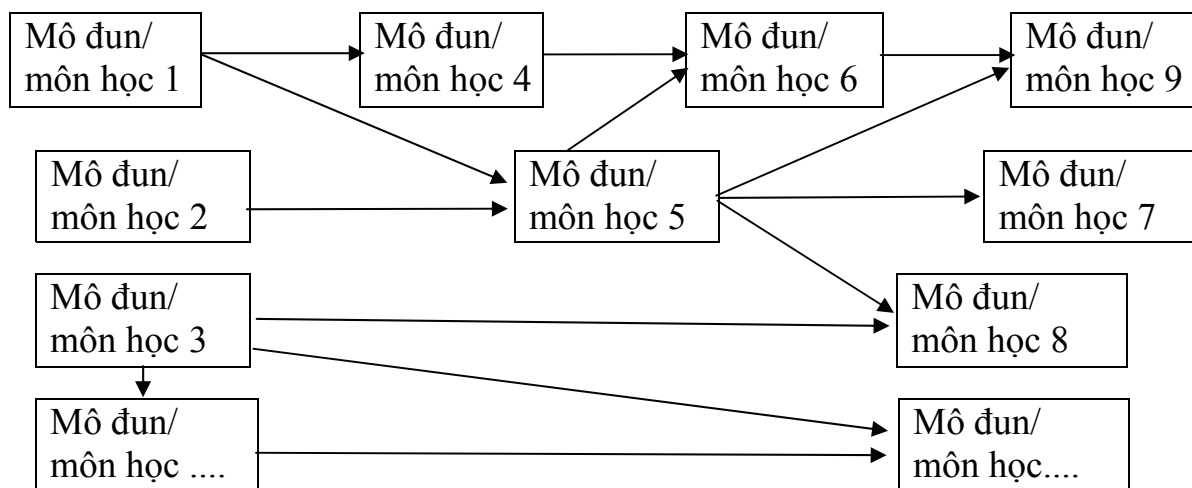 Mô đun/
môn học 1
Mô đun/
môn học 4
Mô đun/
môn học 6
Mô đun/
môn học 9
Mô đun/
môn học 2
Mô đun/
môn học 5
Mô đun/
môn học 7
Mô đun/
môn học 3
Mô đun/
môn học 8
Mô đun/
môn học ....
Mô đun/
môn học....